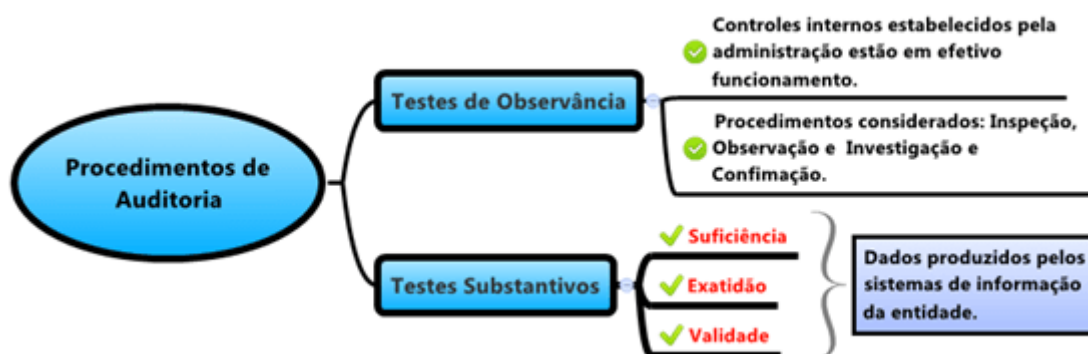 Procedimentos de
Auditoria
Testes de Observância
Controles internos estabelecidos pela
administração estão em efetivo
funcionamento.
Procedimentos considerados: Inspeção,
Observação e Investigação e
Confimação.
Testes Substantivos
Suficiência
Exatidão
Validade
Dados produzidos pelos
sistemas de informação
da entidade.